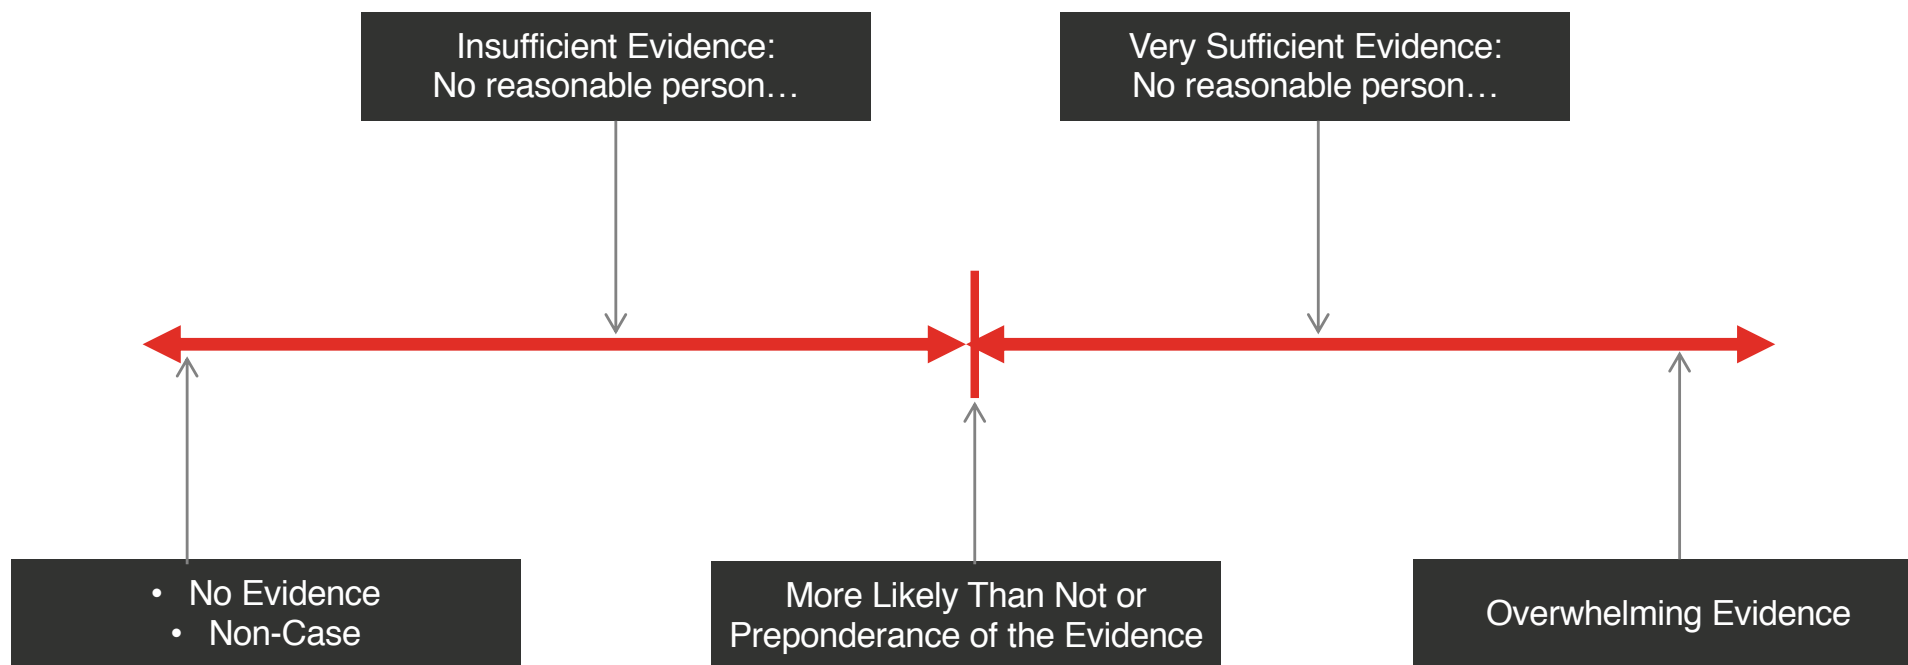 Insufficient Evidence:
No reasonable person…
Very Sufficient Evidence:
No reasonable person…
• No Evidence
• Non-Case
More Likely Than Not or
Preponderance of the Evidence
Overwhelming Evidence